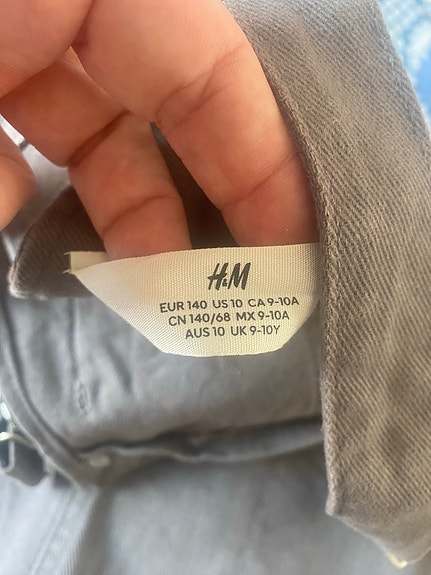 H&M
EUR 140 US 10 CA 9-10A
CN 140/68 MX 9-10A
AUS 10 UK 9-10Y